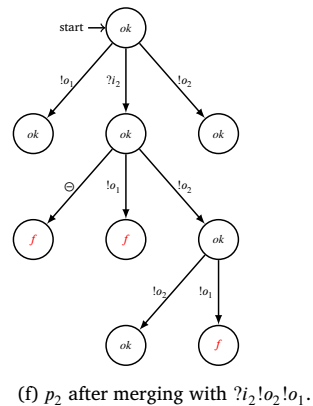 start ok
!o₁ ?i₂ !o₂
ok ok ok
⊖ !o₁ !o₂
f f ok
!o₂ !o₁
ok f
(f) p₂ after merging with ?i₂!o₂!o₁.